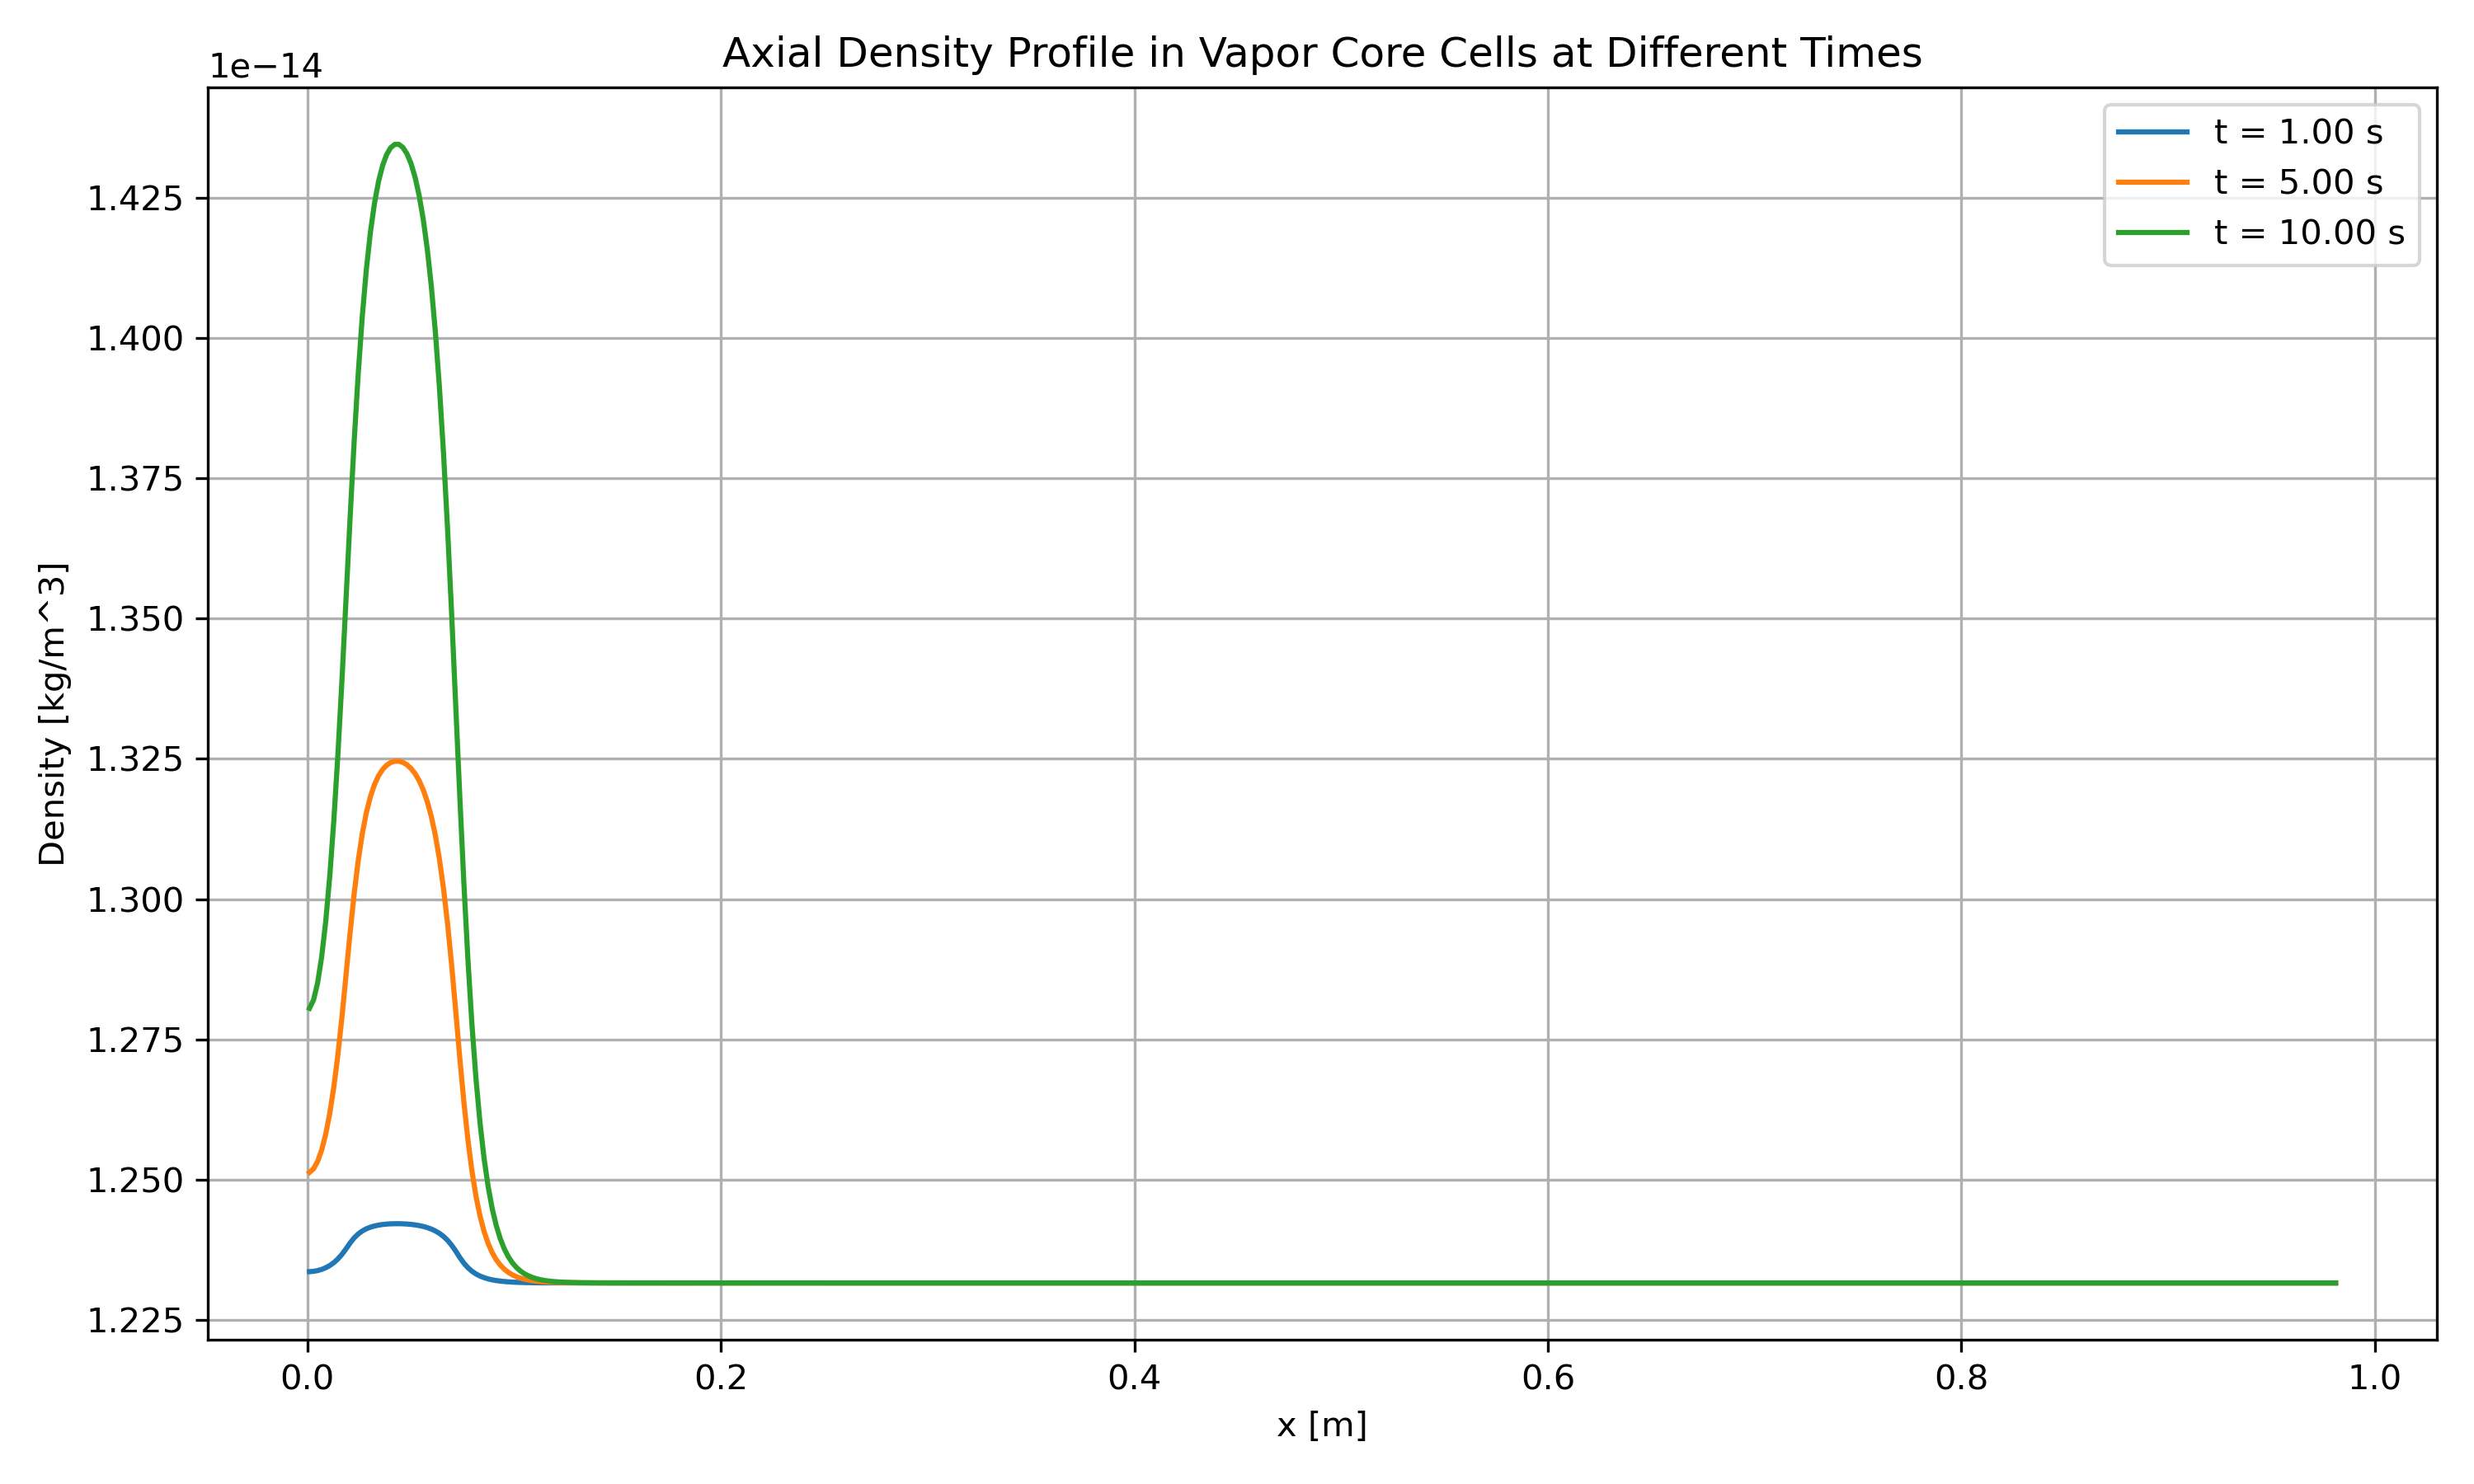 Axial Density Profile in Vapor Core Cells at Different Times
1e−14
t = 1.00 s
t = 5.00 s
t = 10.00 s
1.425
1.400
1.375
1.350
1.325
1.300
1.275
1.250
1.225
Density [kg/m^3]
0.0 0.2 0.4 0.6 0.8 1.0
x [m]